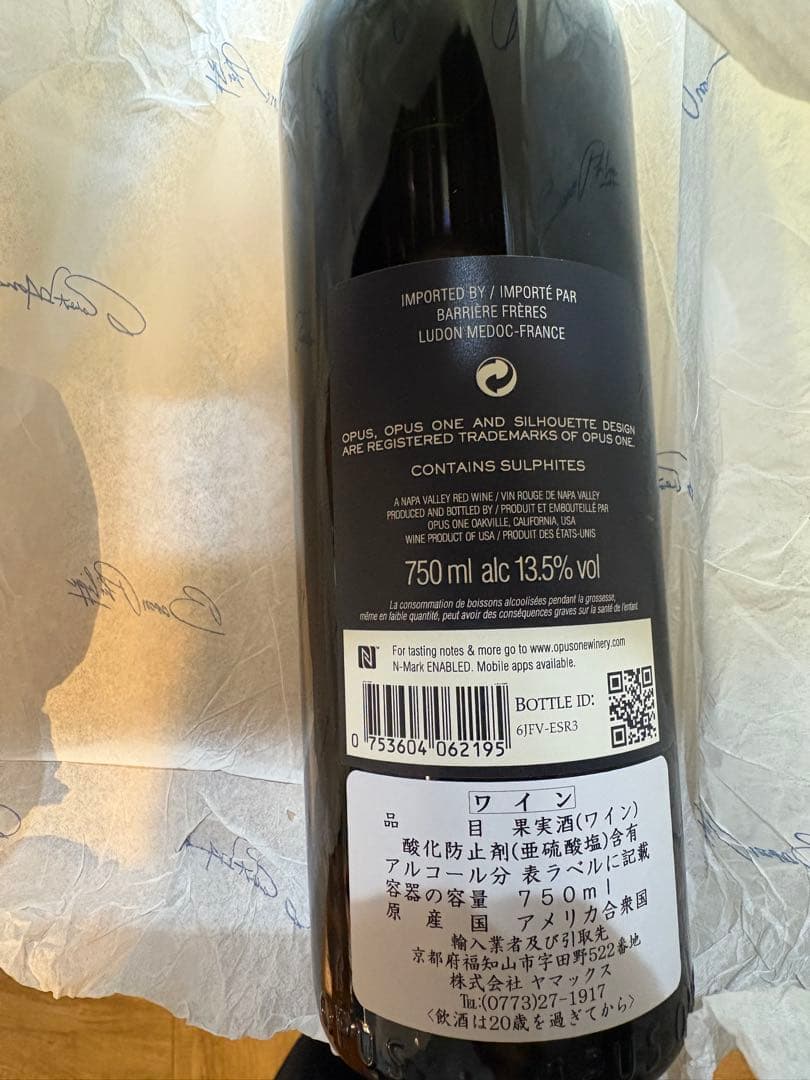 IMPORTED BY / IMPORTÉ PAR
BARRIÈRE FRÈRES
LUDON MEDOC-FRANCE
OPUS, OPUS ONE AND SILHOUETTE DESIGN
ARE REGISTERED TRADEMARKS OF OPUS ONE.
CONTAINS SULPHITES
A NAPA VALLEY RED WINE / VIN ROUGE DE NAPA VALLEY
PRODUCED AND BOTTLED BY / PRODUIT ET EMBOUTEILLÉ PAR
OPUS ONE OAKVILLE, CALIFORNIA, USA
WINE PRODUCT OF USA / PRODUIT DES ÉTATS-UNIS
750 ml alc 13.5% vol
La consommation de boissons alcoolisées pendant la grossesse,
même en faible quantité, peut avoir des conséquences graves sur la santé de l'enfant
N™ For tasting notes & more go to www.opusonewinery.com
N-Mark ENABLED. Mobile apps available.
BOTTLE ID:
6JFV-ESR3
0 753604 062195
ワイン
品目 果実酒(ワイン)
酸化防止剤(亜硫酸塩)含有
アルコール分 表ラベルに記載
容器の容量 750ml
原産国 アメリカ合衆国
輸入業者及び引取先
京都府福知山市字田野522番地
株式会社 ヤマックス
TEL:(0773)27-1917
〈飲酒は20歳を過ぎてから〉